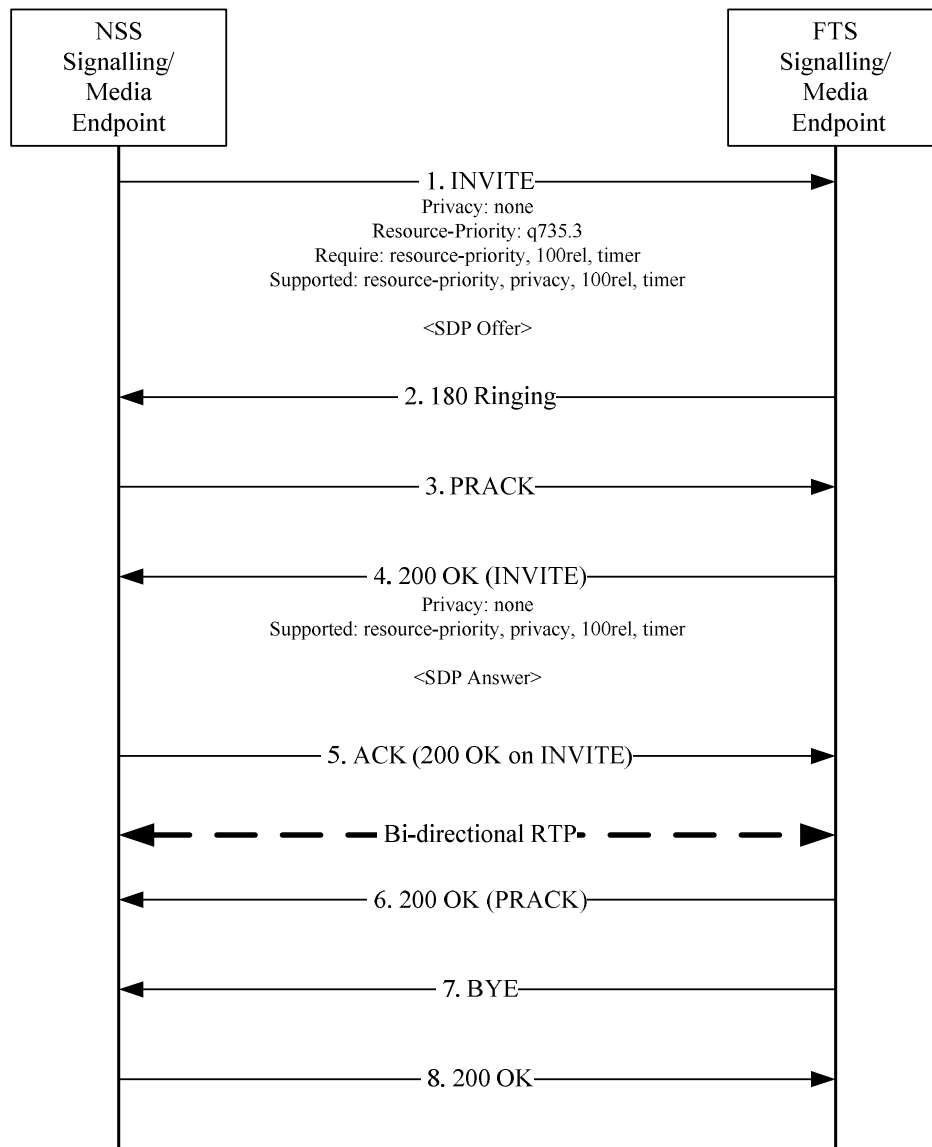 NSS
Signalling/
Media
Endpoint
FTS
Signalling/
Media
Endpoint
1. INVITE
Privacy: none
Resource-Priority: q735.3
Require: resource-priority, 100rel, timer
Supported: resource-priority, privacy, 100rel, timer
<SDP Offer>
2. 180 Ringing
3. PRACK
4. 200 OK (INVITE)
Privacy: none
Supported: resource-priority, privacy, 100rel, timer
<SDP Answer>
5. ACK (200 OK on INVITE)
Bi-directional RTP
6. 200 OK (PRACK)
7. BYE
8. 200 OK